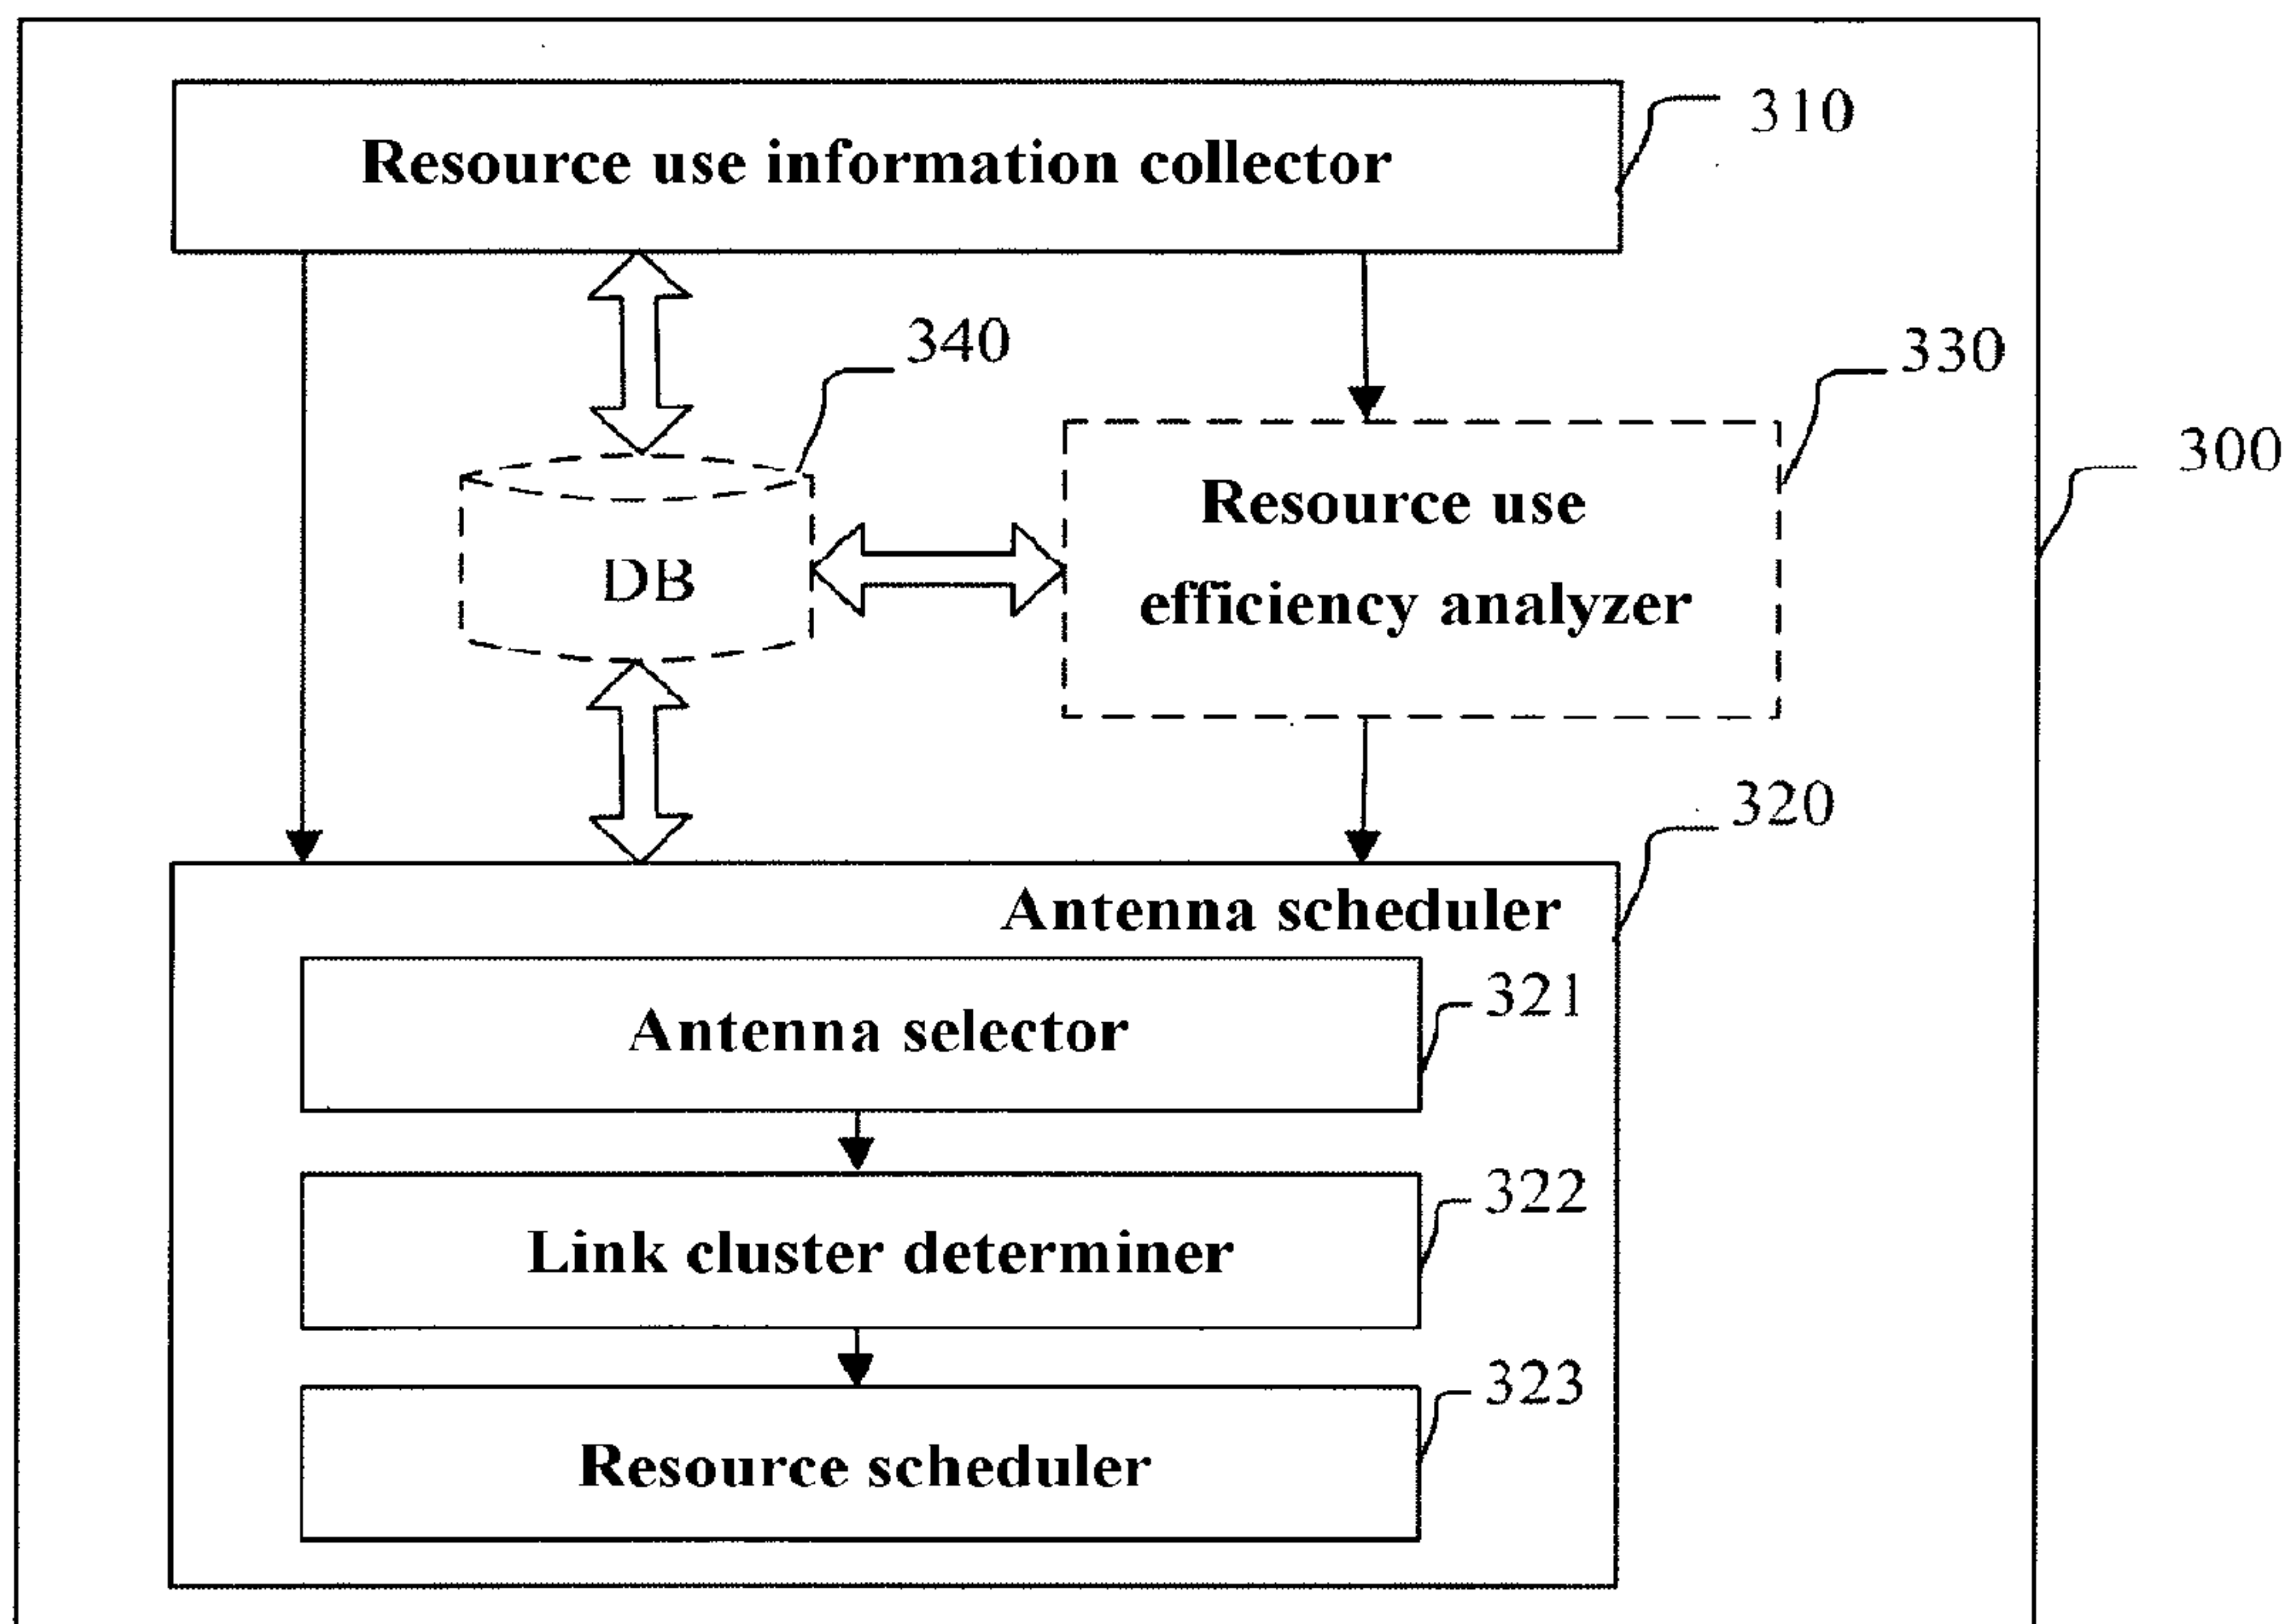 Resource use information collector
310
340
330
300
Resource use
efficiency analyzer
DB
320
Antenna scheduler
Antenna selector
321
Link cluster determiner
322
Resource scheduler
323